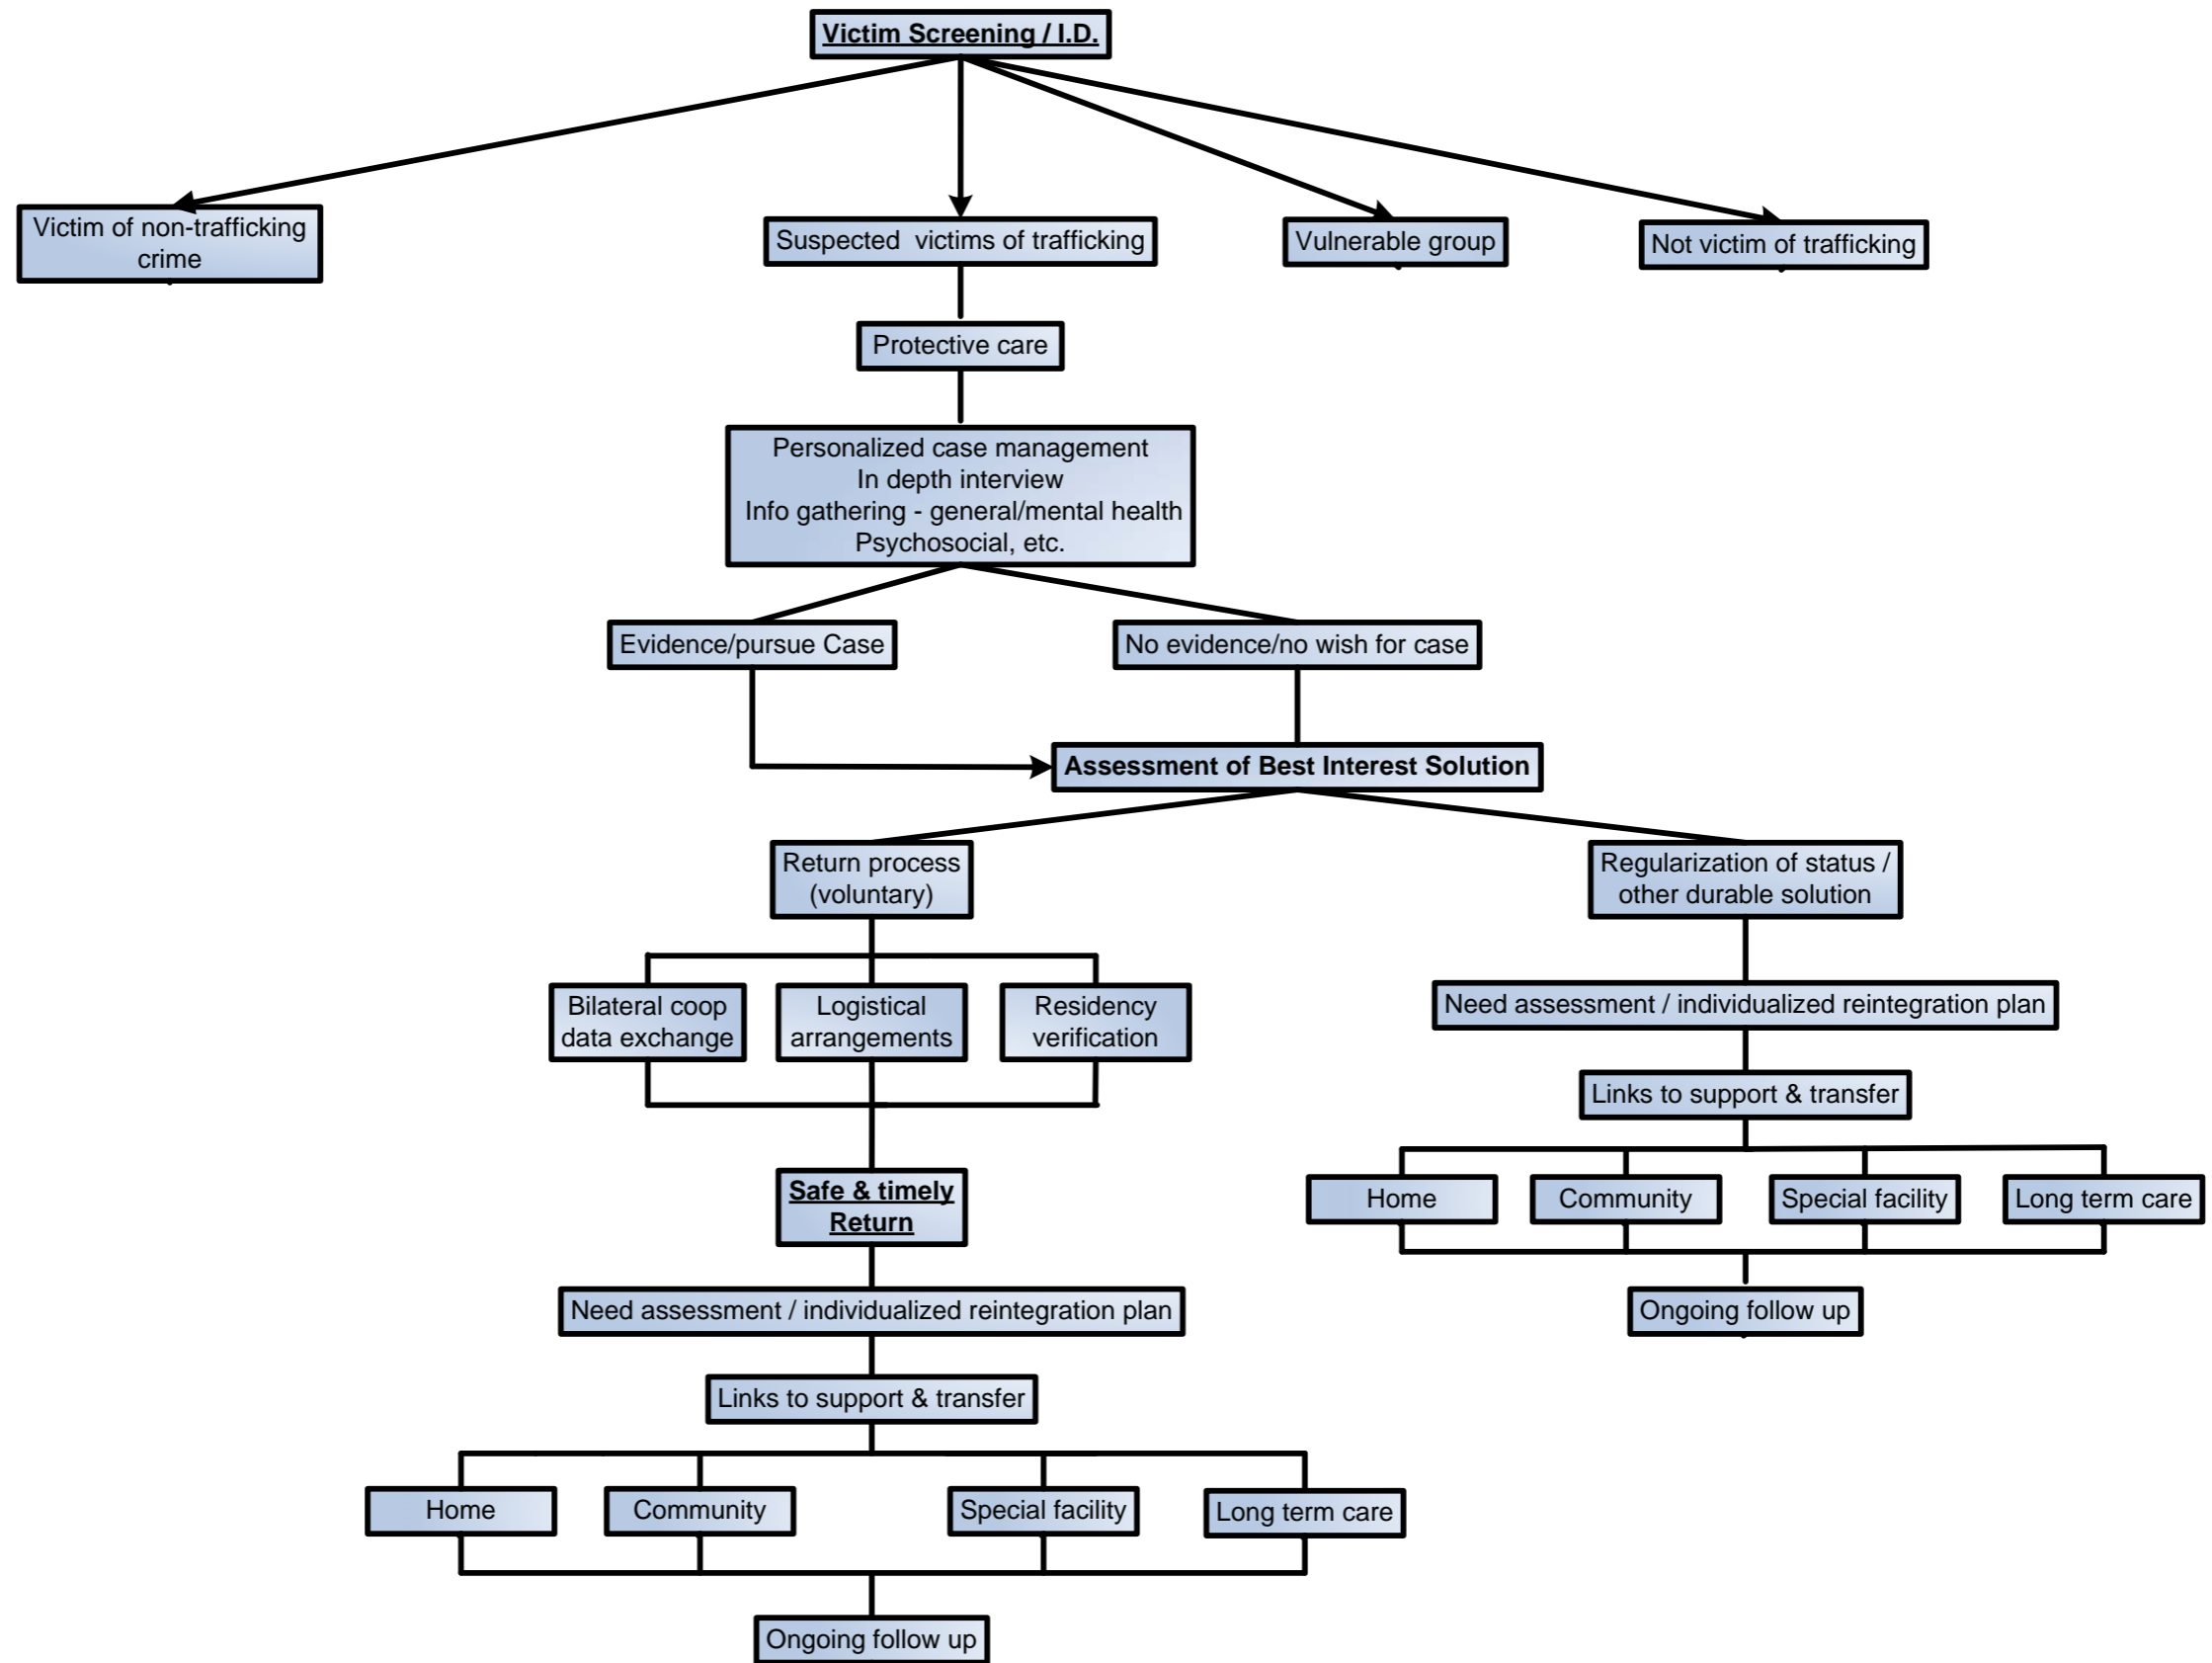 Victim Screening / I.D.
Victim of non-trafficking
crime
Suspected  victims of trafficking
Vulnerable group
Not victim of trafficking
Protective care
Personalized case management
In depth interview
Info gathering - general/mental health
Psychosocial, etc.
Evidence/pursue Case
No evidence/no wish for case
Assessment of Best Interest Solution
Return process
(voluntary)
Regularization of status /
other durable solution
Bilateral coop
data exchange
Logistical
arrangements
Residency
verification
Need assessment / individualized reintegration plan
Links to support & transfer
Home
Community
Special facility
Long term care
Ongoing follow up
Safe & timely
Return
Need assessment / individualized reintegration plan
Links to support & transfer
Home
Community
Special facility
Long term care
Ongoing follow up